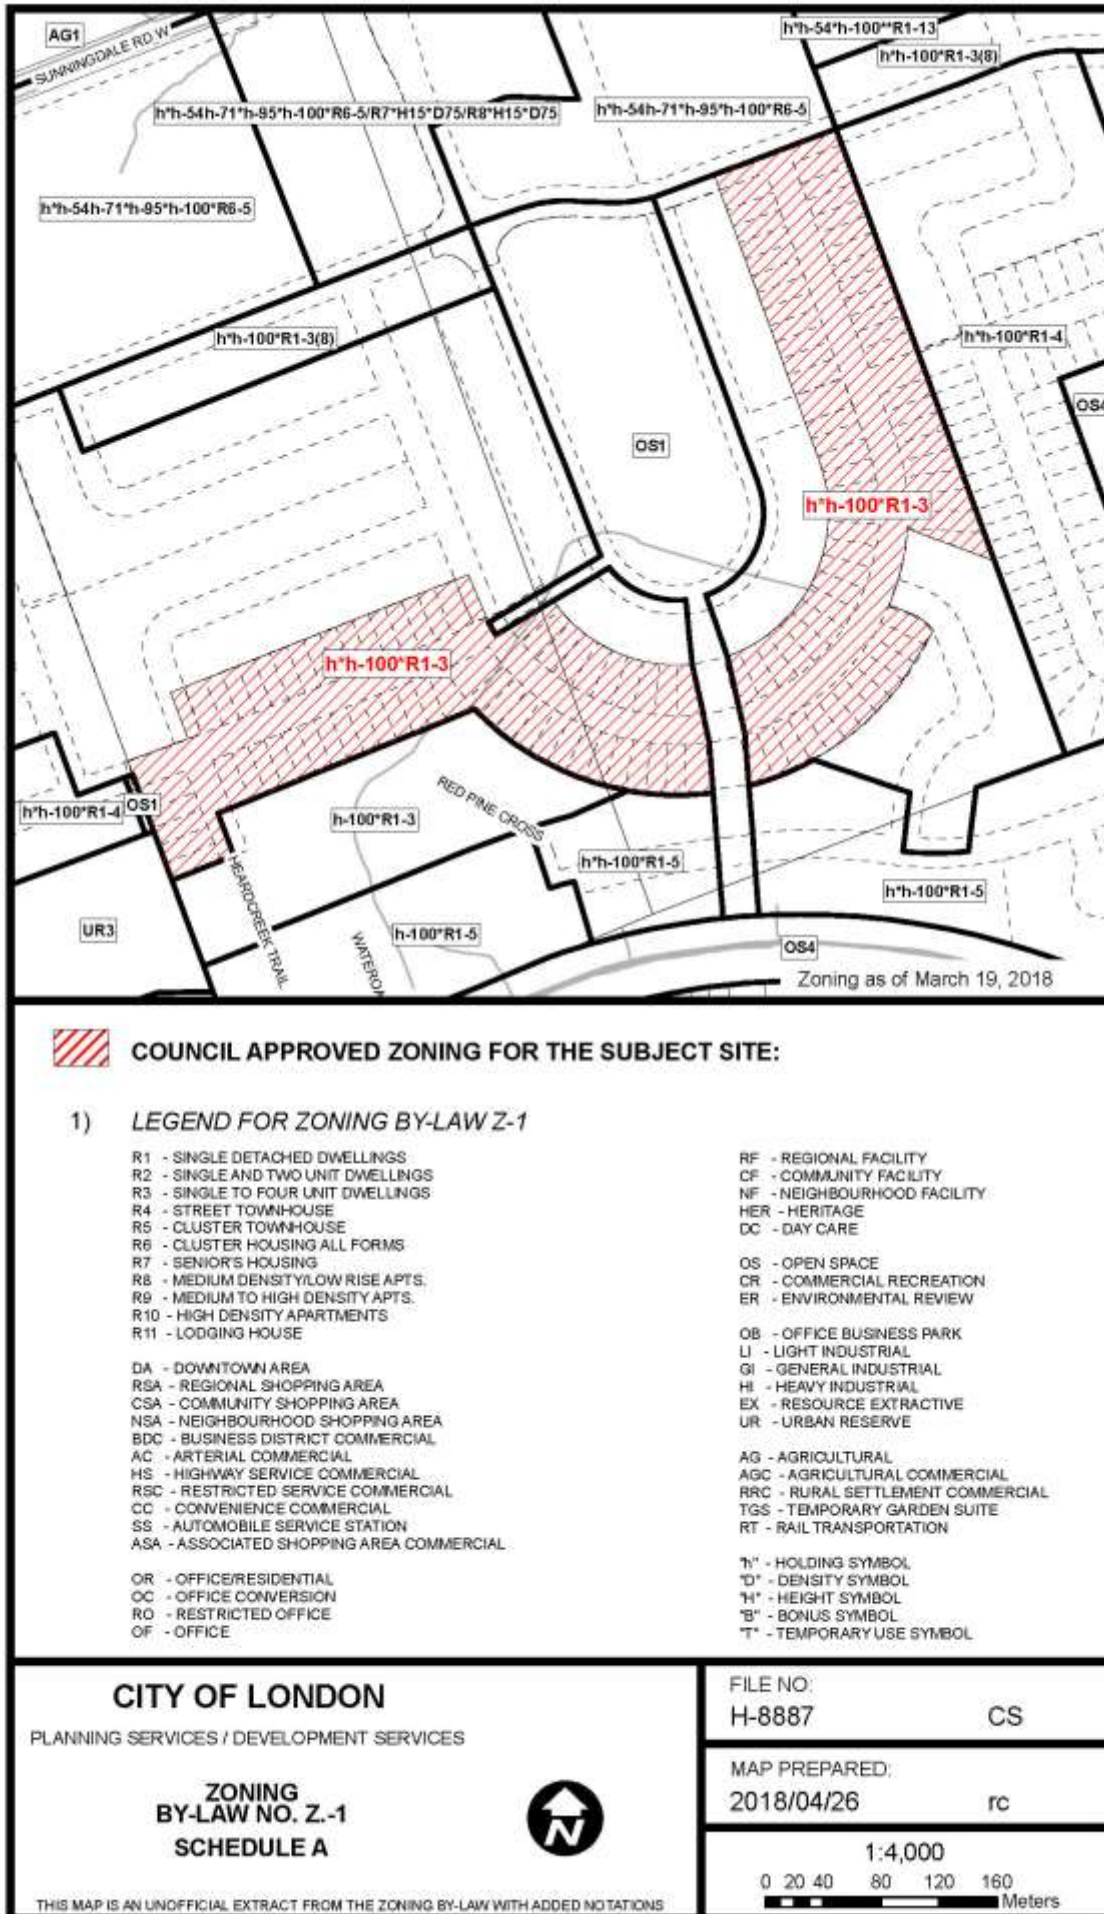 AG1
SUNNINGDALE RD W
h*h-54*h-100**R1-13
h*h-100*R1-3(8)
h*h-54h-71*h-95*h-100*R6-5/R7*H15*D75/R8*H15*D75
h*h-54h-71*h-95*h-100*R6-5
h*h-54h-71*h-95*h-100*R6-5
h*h-100*R1-3(8)
h*h-100*R1-4
OS4
OS1
h*h-100*R1-3
h*h-100*R1-3
h*h-100*R1-4
OS1
h-100*R1-3
RED PINE CROSS
h*h-100*R1-5
h*h-100*R1-5
HEARDCREEK TRAIL
UR3
h-100*R1-5
WATEROA
OS4
Zoning as of March 19, 2018
COUNCIL APPROVED ZONING FOR THE SUBJECT SITE:
1) LEGEND FOR ZONING BY-LAW Z-1
R1 - SINGLE DETACHED DWELLINGS
R2 - SINGLE AND TWO UNIT DWELLINGS
R3 - SINGLE TO FOUR UNIT DWELLINGS
R4 - STREET TOWNHOUSE
R5 - CLUSTER TOWNHOUSE
R6 - CLUSTER HOUSING ALL FORMS
R7 - SENIOR'S HOUSING
R8 - MEDIUM DENSITY/LOW RISE APTS.
R9 - MEDIUM TO HIGH DENSITY APTS.
R10 - HIGH DENSITY APARTMENTS
R11 - LODGING HOUSE
DA - DOWNTOWN AREA
RSA - REGIONAL SHOPPING AREA
CSA - COMMUNITY SHOPPING AREA
NSA - NEIGHBOURHOOD SHOPPING AREA
BDC - BUSINESS DISTRICT COMMERCIAL
AC - ARTERIAL COMMERCIAL
HS - HIGHWAY SERVICE COMMERCIAL
RSC - RESTRICTED SERVICE COMMERCIAL
CC - CONVENIENCE COMMERCIAL
SS - AUTOMOBILE SERVICE STATION
ASA - ASSOCIATED SHOPPING AREA COMMERCIAL
OR - OFFICE/RESIDENTIAL
OC - OFFICE CONVERSION
RO - RESTRICTED OFFICE
OF - OFFICE
RF - REGIONAL FACILITY
CF - COMMUNITY FACILITY
NF - NEIGHBOURHOOD FACILITY
HER - HERITAGE
DC - DAY CARE
OS - OPEN SPACE
CR - COMMERCIAL RECREATION
ER - ENVIRONMENTAL REVIEW
OB - OFFICE BUSINESS PARK
LI - LIGHT INDUSTRIAL
GI - GENERAL INDUSTRIAL
HI - HEAVY INDUSTRIAL
EX - RESOURCE EXTRACTIVE
UR - URBAN RESERVE
AG - AGRICULTURAL
AGC - AGRICULTURAL COMMERCIAL
RRC - RURAL SETTLEMENT COMMERCIAL
TGS - TEMPORARY GARDEN SUITE
RT - RAIL TRANSPORTATION
"h" - HOLDING SYMBOL
"D" - DENSITY SYMBOL
"H" - HEIGHT SYMBOL
"B" - BONUS SYMBOL
"T" - TEMPORARY USE SYMBOL
CITY OF LONDON
PLANNING SERVICES / DEVELOPMENT SERVICES
ZONING
BY-LAW NO. Z.-1
SCHEDULE A
N
THIS MAP IS AN UNOFFICIAL EXTRACT FROM THE ZONING BY-LAW WITH ADDED NOTATIONS
FILE NO:
H-8887 CS
MAP PREPARED:
2018/04/26 rc
1:4,000
0 20 40 80 120 160
Meters